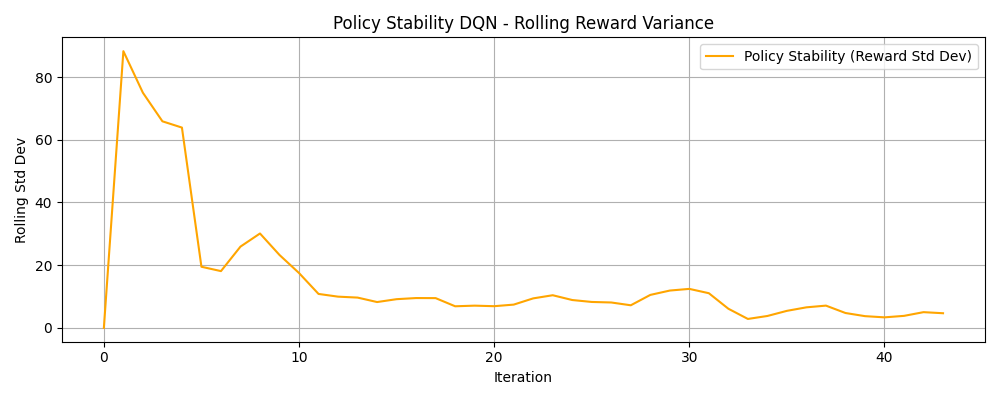 Policy Stability DQN - Rolling Reward Variance
Policy Stability (Reward Std Dev)
Rolling Std Dev
80
60
40
20
0
0 10 20 30 40
Iteration